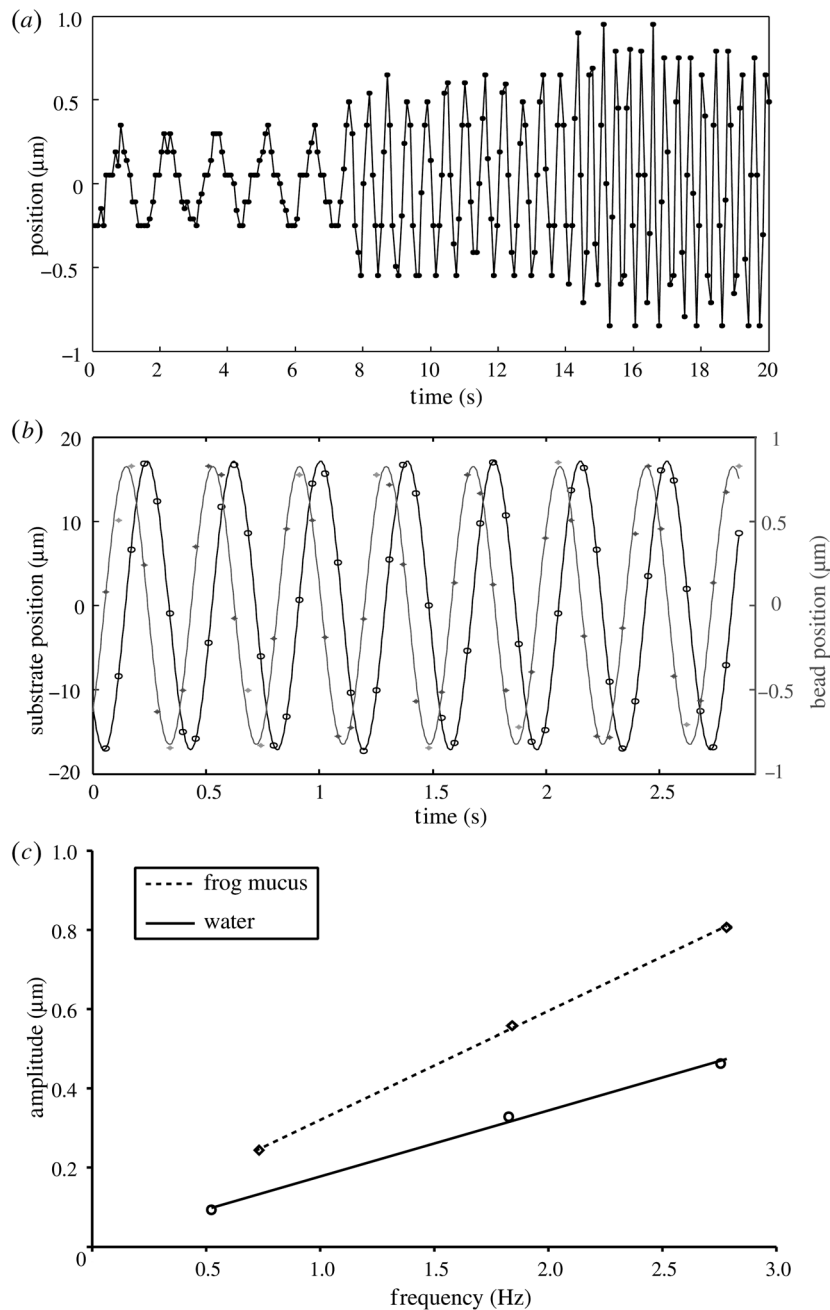 (a)
1.0
0.5
0
−0.5
−1
position (μm)
0 2 4 6 8 10 12 14 16 18 20
time (s)
(b)
20
10
0
−10
−20
substrate position (μm)
1
0.5
0
−0.5
−1
bead position (μm)
0 0.5 1 1.5 2 2.5
time (s)
(c)
1.0
0.8
0.6
0.4
0.2
0
amplitude (μm)
frog mucus
water
0.5 1.0 1.5 2.0 2.5 3.0
frequency (Hz)